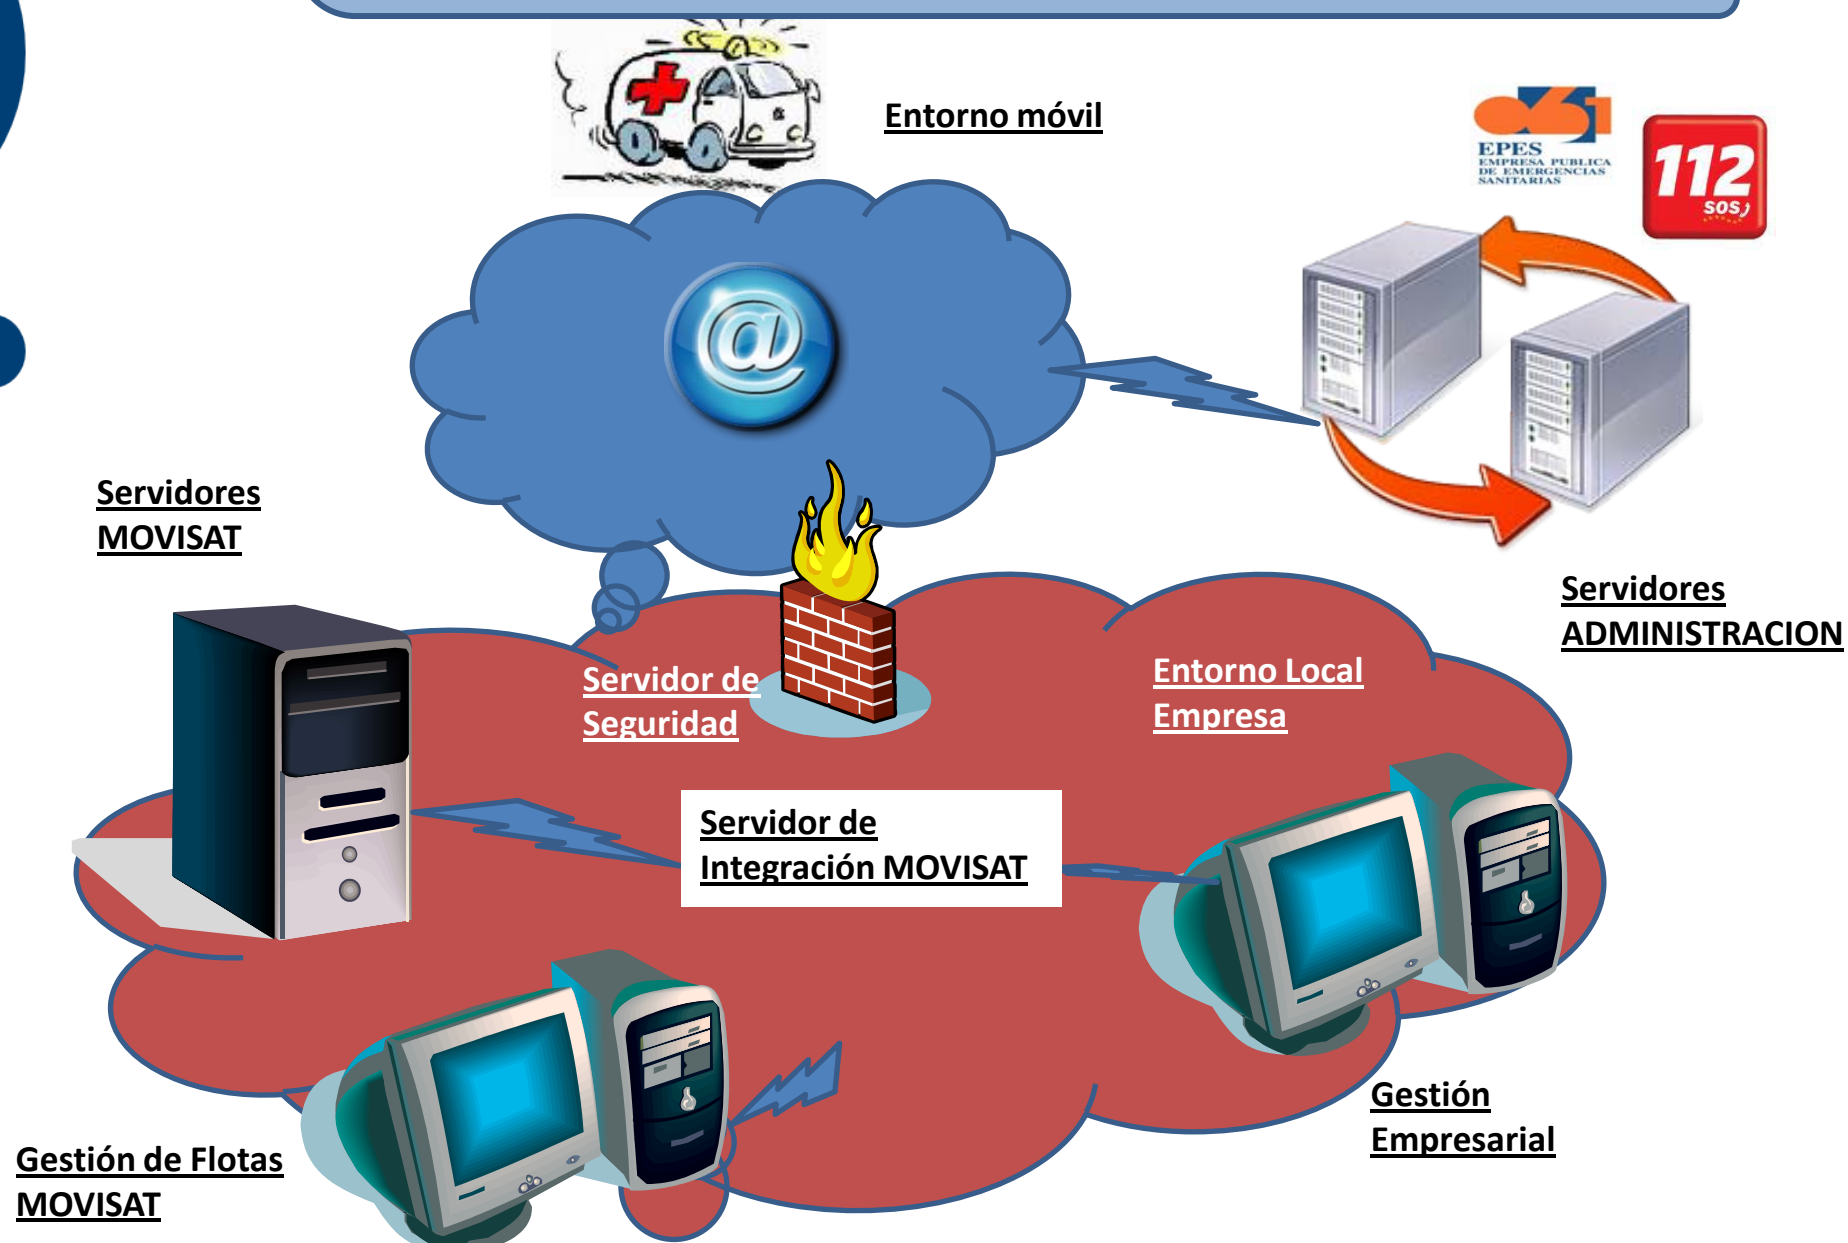 Entorno móvil
061
EPES
EMPRESA PUBLICA
DE EMERGENCIAS
SANITARIAS
112
SOS
@
Servidores
MOVISAT
Servidores
ADMINISTRACION
Servidor de
Seguridad
Entorno Local
Empresa
Servidor de
Integración MOVISAT
Gestión
Empresarial
Gestión de Flotas
MOVISAT